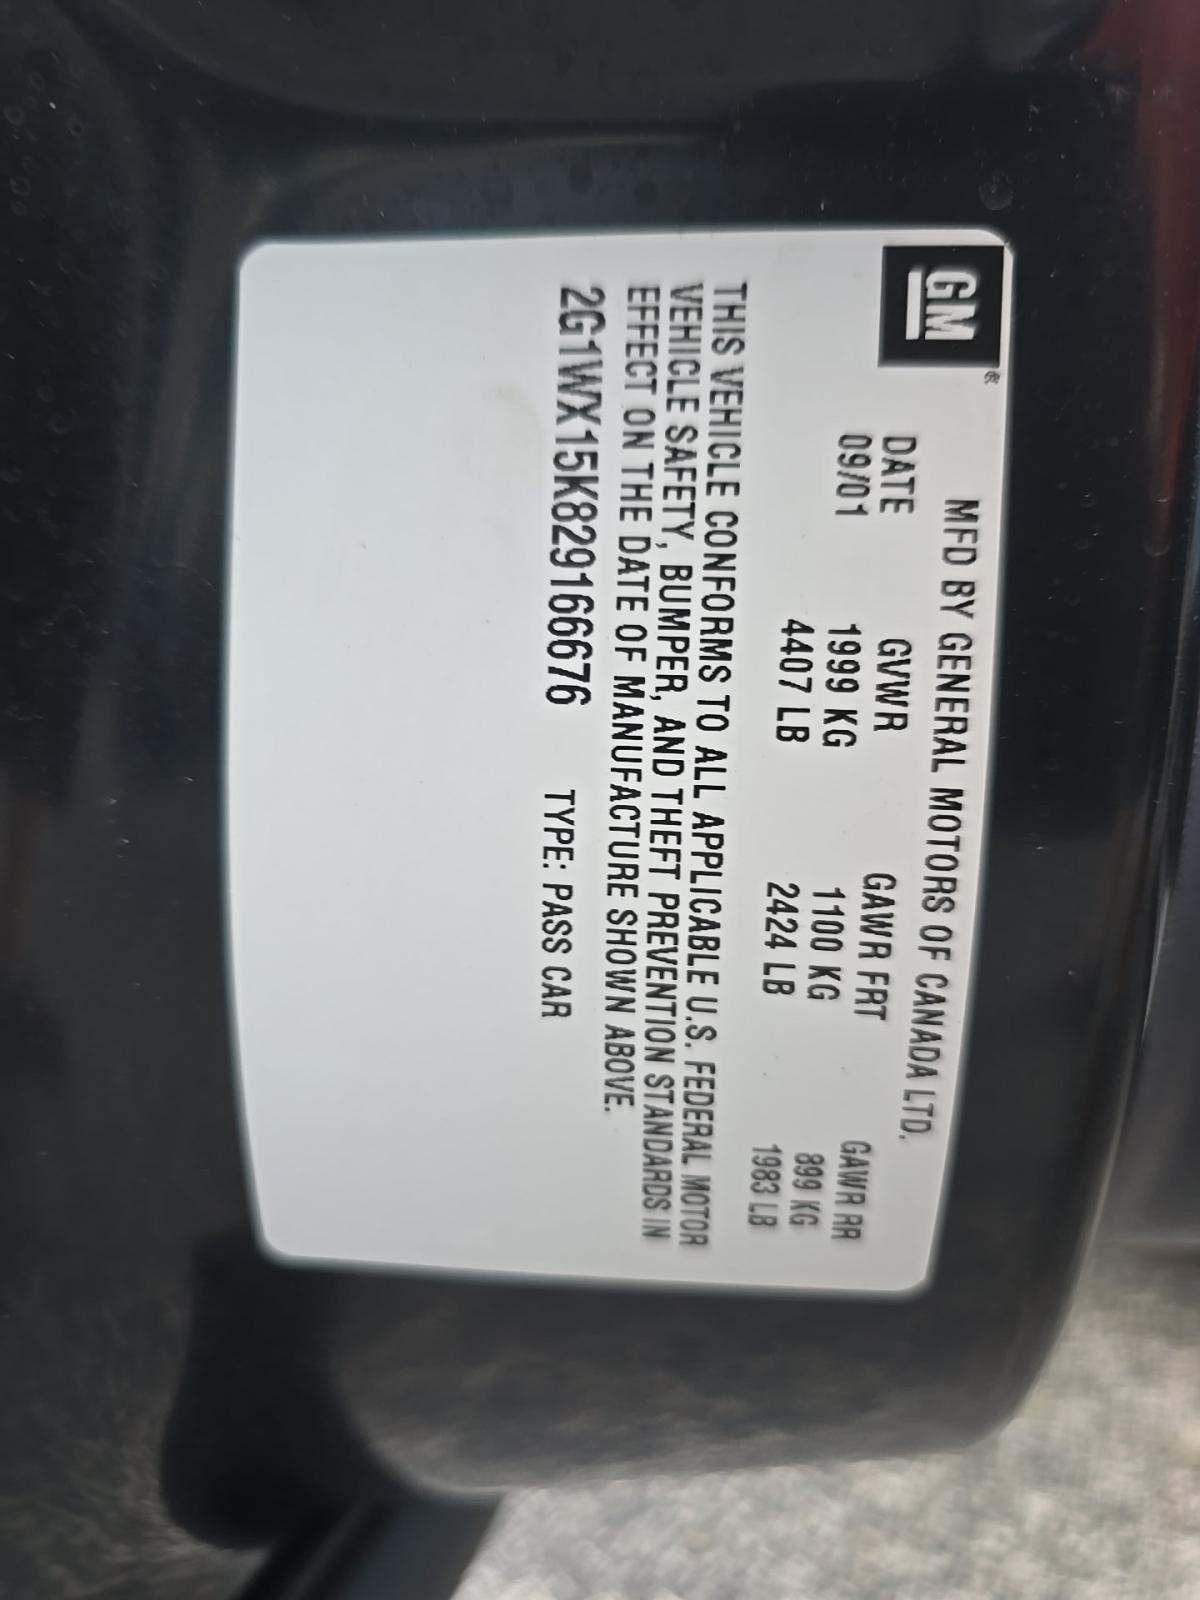 GM®
MFD BY GENERAL MOTORS OF CANADA LTD.
DATE GVWR GAWR FRT GAWR RR
09/01 1999 KG 1100 KG 899 KG
4407 LB 2424 LB 1983 LB
THIS VEHICLE CONFORMS TO ALL APPLICABLE U.S. FEDERAL MOTOR
VEHICLE SAFETY, BUMPER, AND THEFT PREVENTION STANDARDS IN
EFFECT ON THE DATE OF MANUFACTURE SHOWN ABOVE.
2G1WX15K829166676 TYPE: PASS CAR